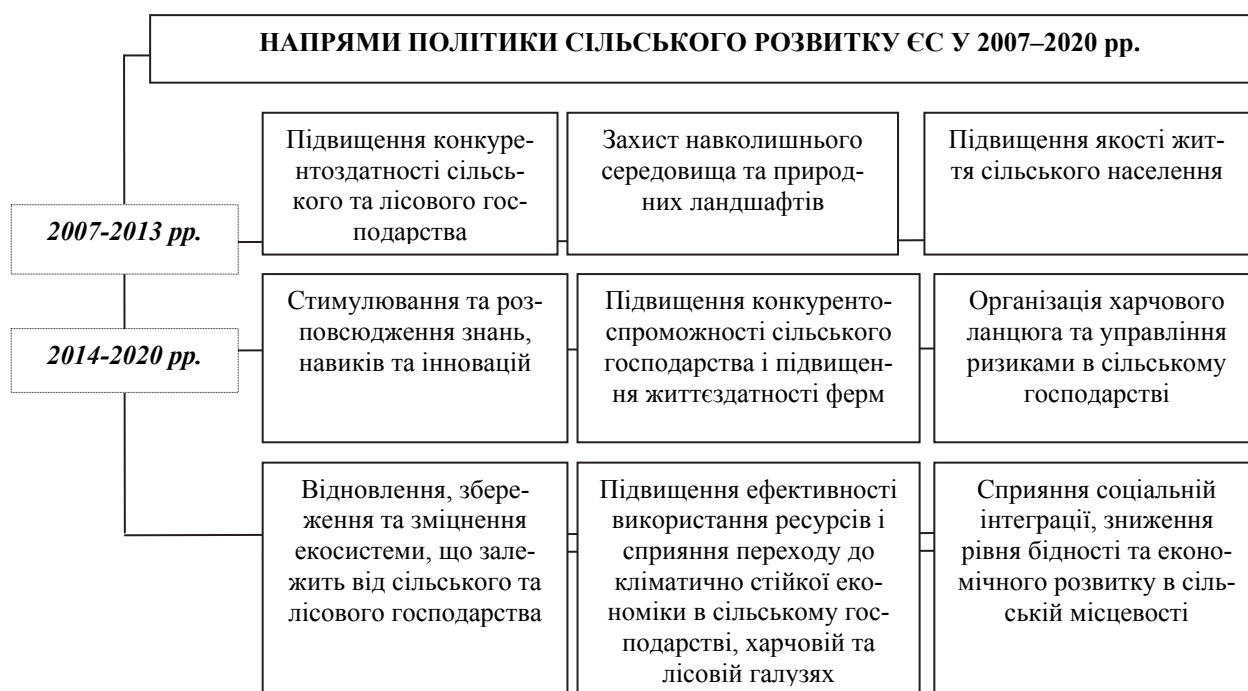 НАПРЯМИ ПОЛІТИКИ СІЛЬСЬКОГО РОЗВИТКУ ЄС У 2007–2020 рр.
2007-2013 рр.
Підвищення конкуре-
нтоздатності сільсь-
кого та лісового гос-
подарства
Захист навколишнього
середовища та природ-
них ландшафтів
Підвищення якості жит-
тя сільського населення
2014-2020 рр.
Стимулювання та роз-
повсюдження знань,
навиків та інновацій
Підвищення конкуренто-
спроможності сільського
господарства і підвищен-
ня життєздатності ферм
Організація харчового
ланцюга та управління
ризиками в сільському
господарстві
Відновлення, збере-
ження та зміцнення
екосистеми, що зале-
жить від сільського та
лісового господарства
Підвищення ефективності
використання ресурсів і
сприяння переходу до
кліматично стійкої еко-
номіки в сільському гос-
подарстві, харчовій та
лісовій галузях
Сприяння соціальній
інтеграції, зниження
рівня бідності та еконо-
мічного розвитку в сіль-
ській місцевості